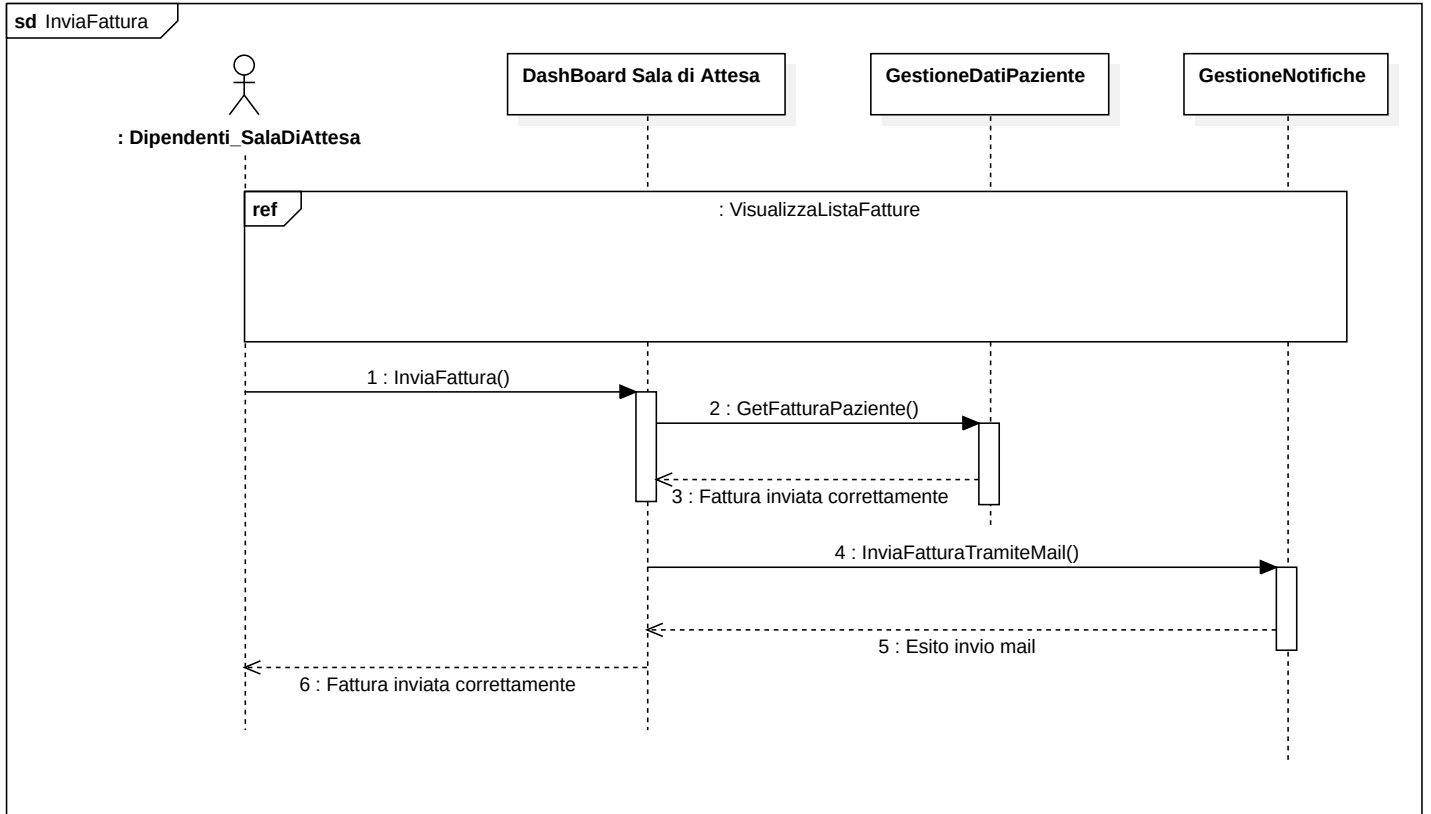 sd InviaFattura
DashBoard Sala di Attesa
GestioneDatiPaziente
GestioneNotifiche
: Dipendenti_SalaDiAttesa
ref
: VisualizzaListaFatture
1 : InviaFattura()
2 : GetFatturaPaziente()
3 : Fattura inviata correttamente
4 : InviaFatturaTramiteMail()
5 : Esito invio mail
6 : Fattura inviata correttamente